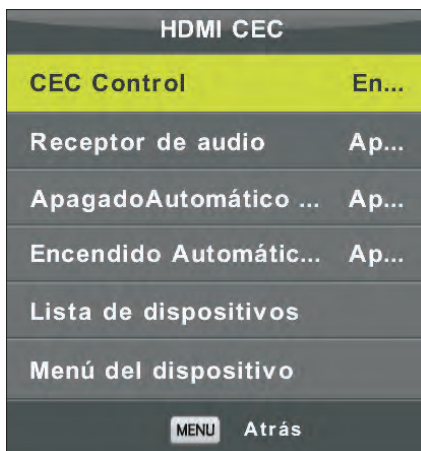 HDMI CEC
CEC Control En...
Receptor de audio Ap...
ApagadoAutomático ... Ap...
Encendido Automátic... Ap...
Lista de dispositivos
Menú del dispositivo
MENU Atrás